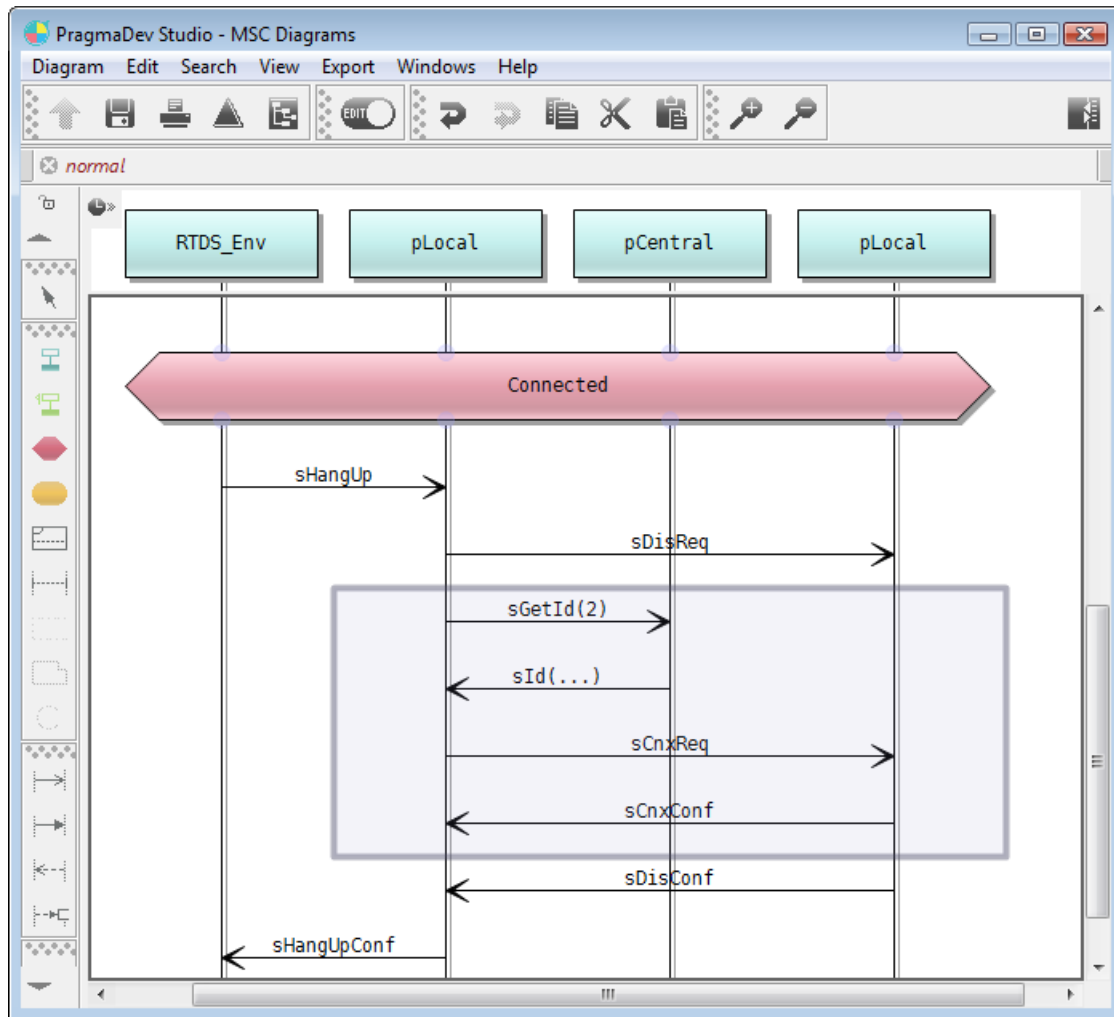 PragmaDev Studio - MSC Diagrams
Diagram Edit Search View Export Windows Help
EDIT
normal
RTDS_Env pLocal pCentral pLocal
Connected
sHangUp
sDisReq
sGetId(2)
sId(...)
sCnxReq
sCnxConf
sDisConf
sHangUpConf